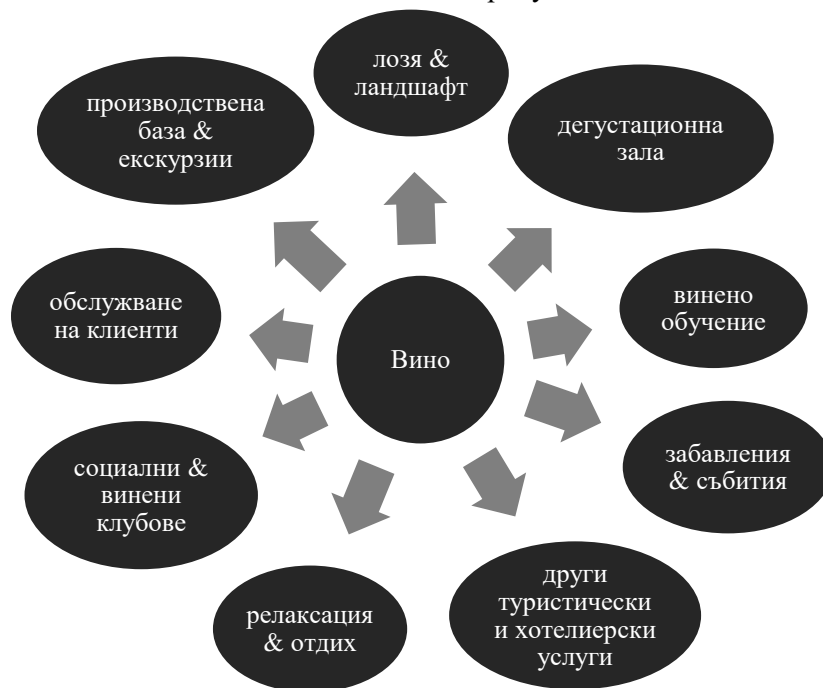 лозя &
ландшафт
дегустационна
зала
винено
обучение
забавления
& събития
други
туристически
и хотелиерски
услуги
релаксация
& отдих
социални &
винени
клубове
обслужване
на клиенти
производствена
база &
екскурзии
Вино